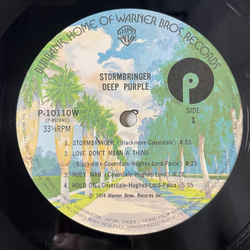 BURBANK, HOME OF WARNER BROS. RECORDS
STORMBRINGER
DEEP PURPLE
P-10110W
33⅓ RPM
SIDE
1
1. STORMBRINGER (Blackmore-Coverdale) 4:03
2. LOVE DON'T MEAN A THING
(Blackmore-Coverdale-Hughes-Lord-Paice) 4:23
3. HOLY MAN (Coverdale-Hughes-Lord) 4:28
4. HOLD ON (Coverdale-Hughes-Lord-Paice) 5:05
℗ 1974 Warner Bros. Records Inc.